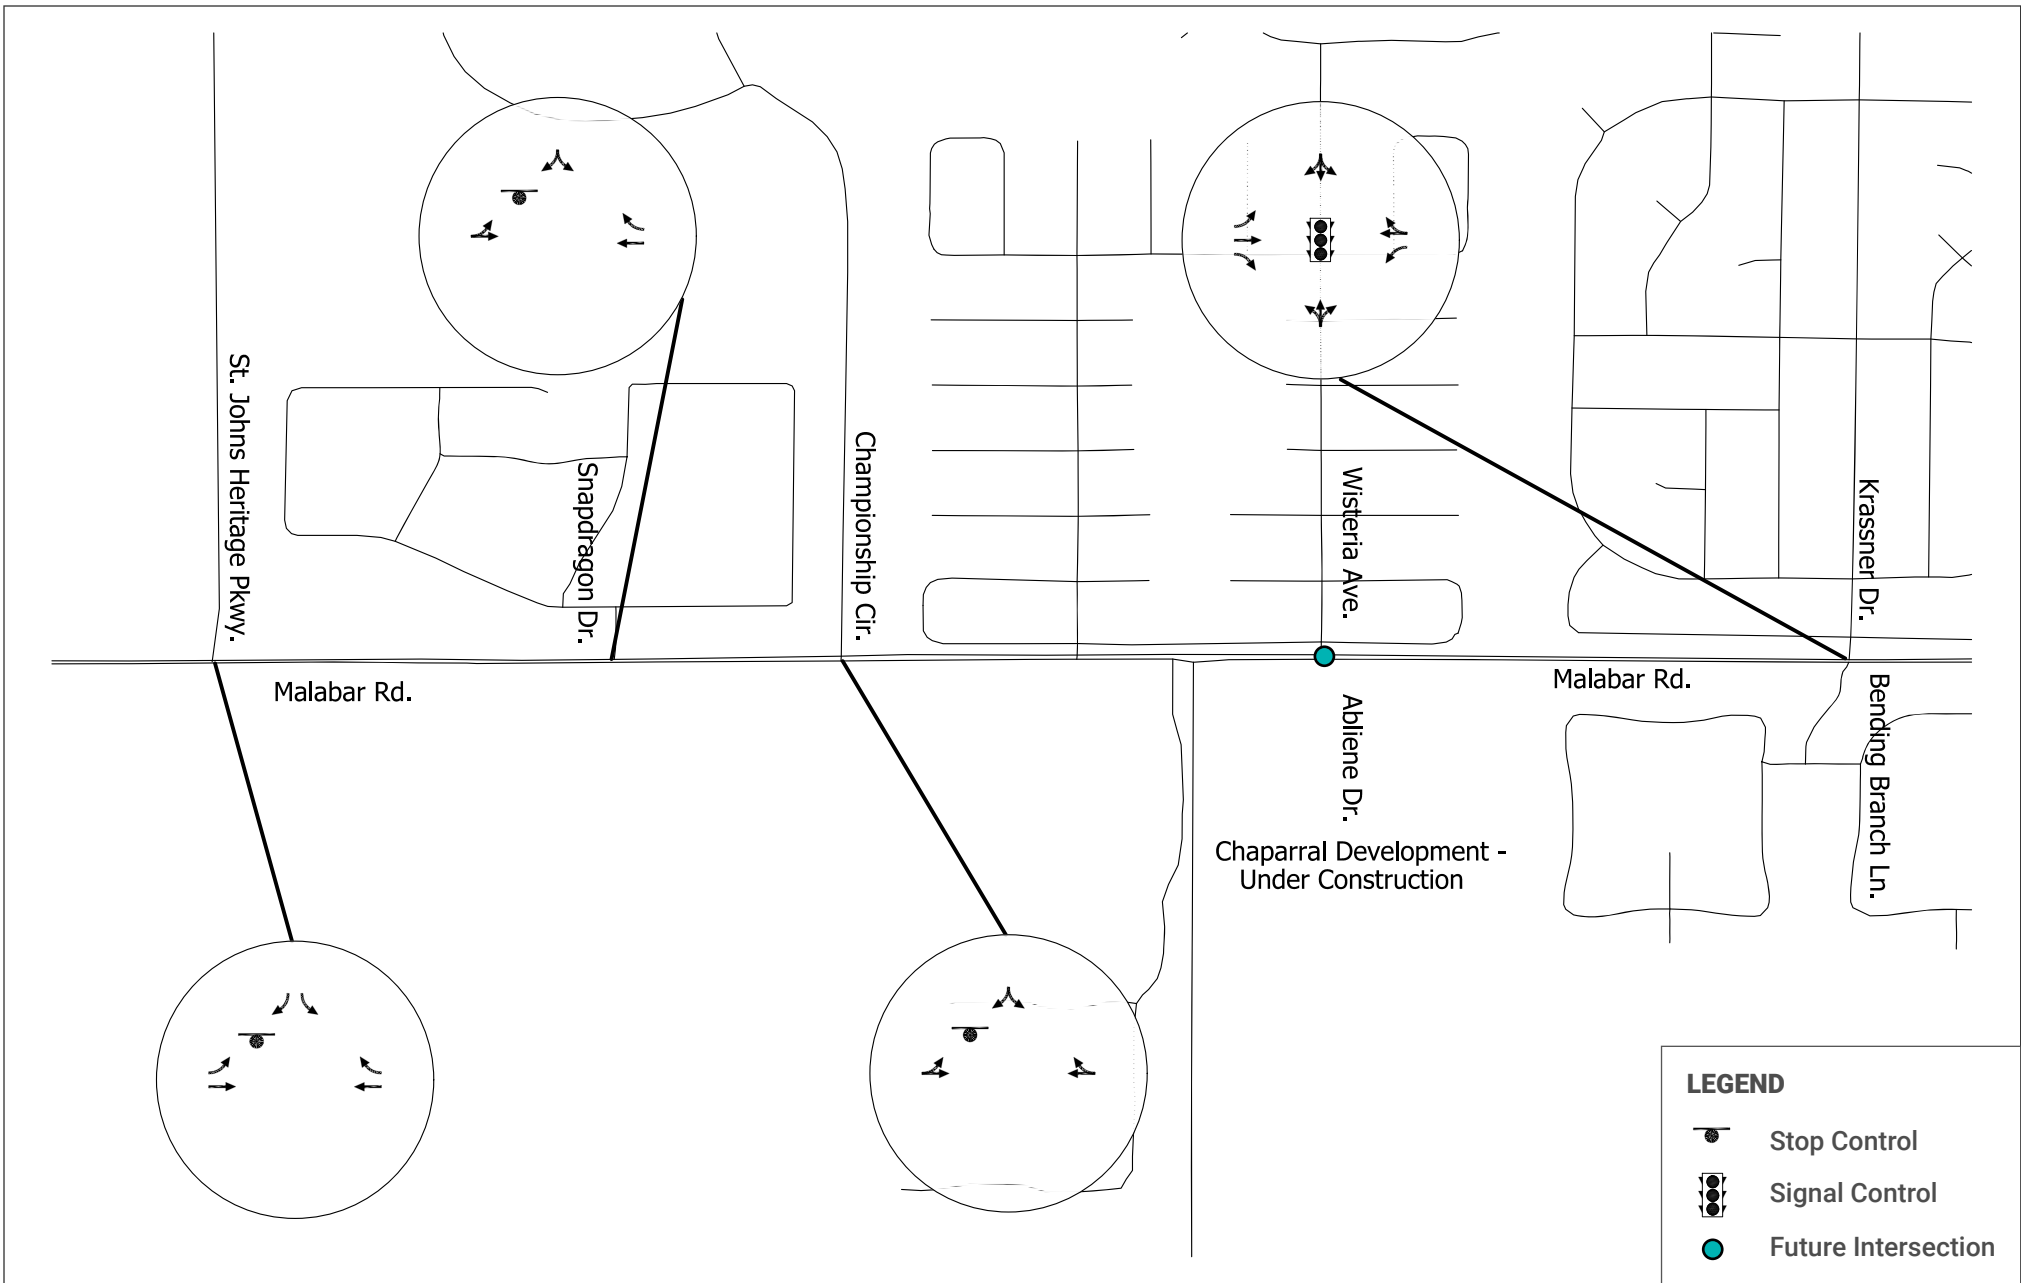 St. Johns Heritage Pkwy.
Snapdragon Dr.
Championship Cir.
Wisteria Ave.
Krassner Dr.
Malabar Rd.
Malabar Rd.
Abliene Dr.
Bending Branch Ln.
Chaparral Development -
Under Construction
LEGEND
Stop Control
Signal Control
Future Intersection